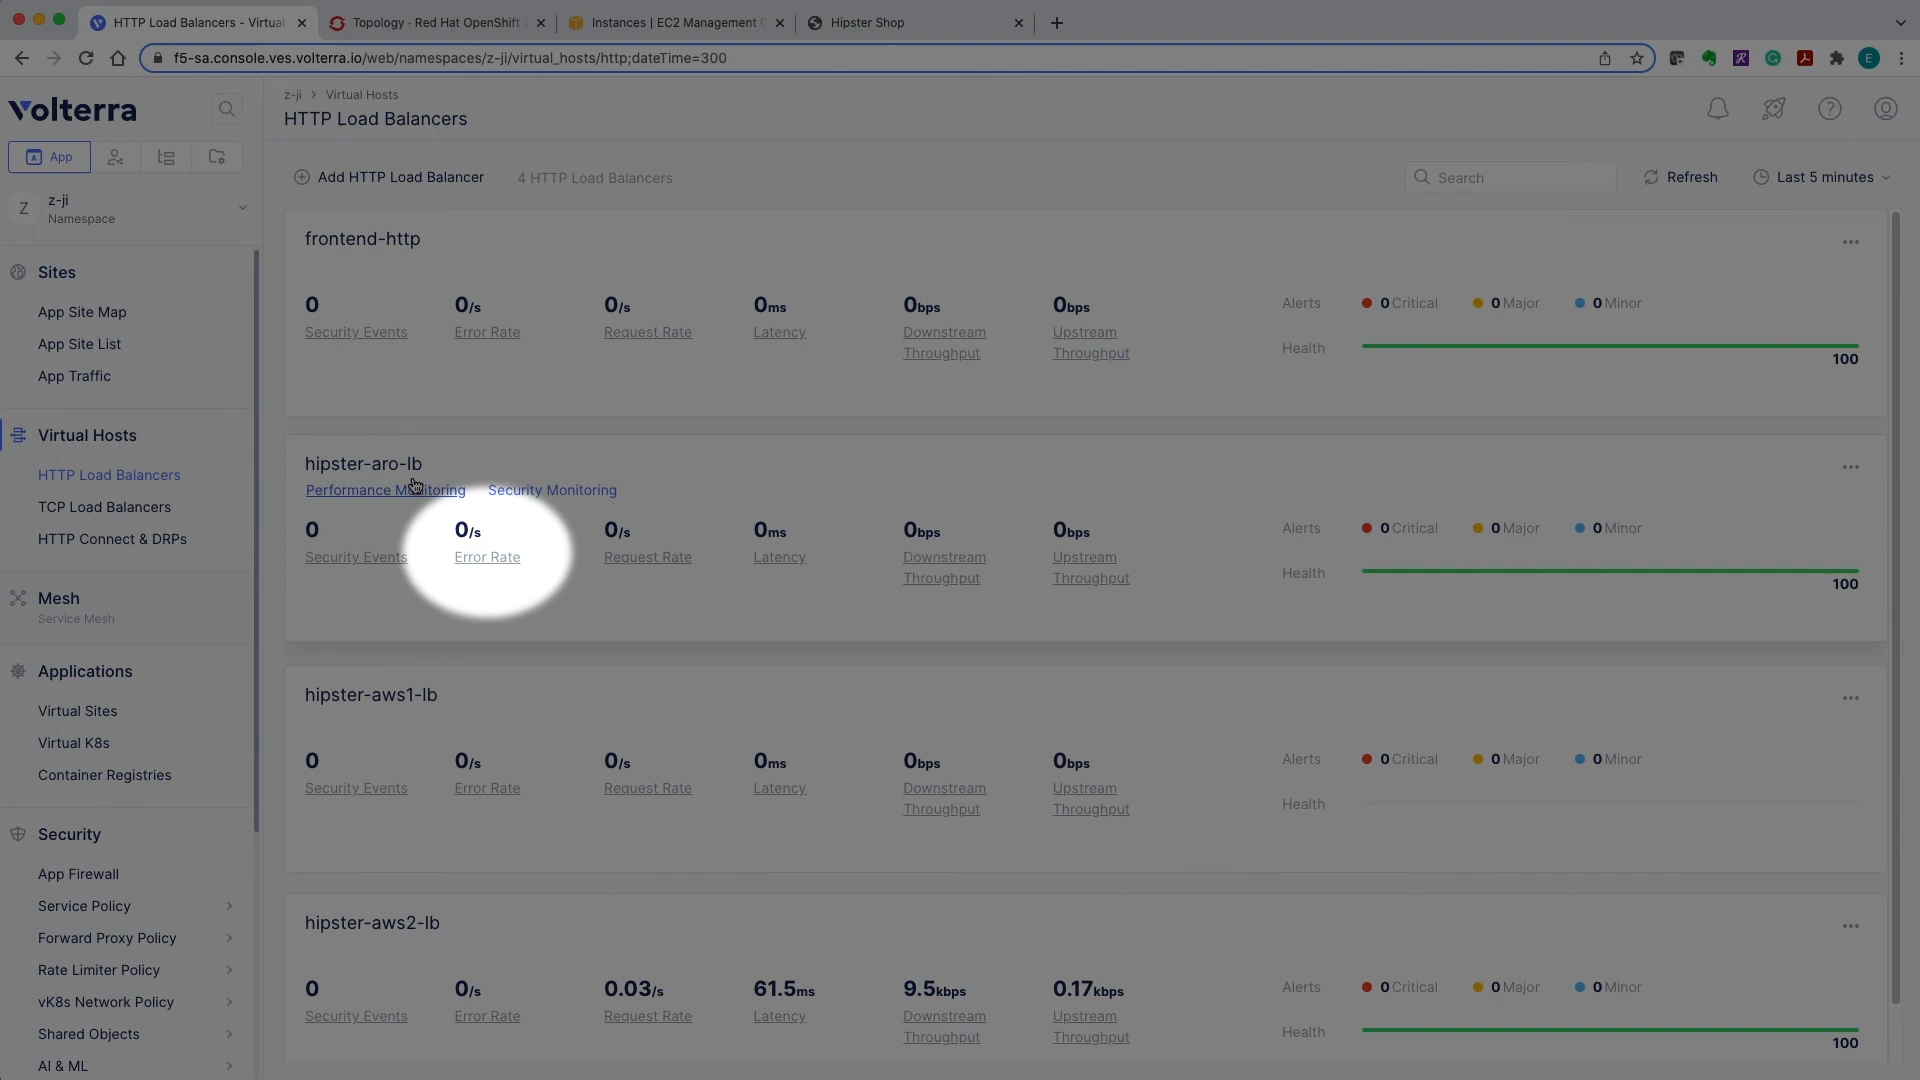 HTTP Load Balancers - Virtual
Topology · Red Hat OpenShift
Instances | EC2 Management
Hipster Shop
f5-sa.console.ves.volterra.io/web/namespaces/z-ji/virtual_hosts/http;dateTime=300
E
Volterra
z-ji > Virtual Hosts
HTTP Load Balancers
A App
Z
z-ji
Namespace
Add HTTP Load Balancer
4 HTTP Load Balancers
Search
Refresh
Last 5 minutes
Sites
App Site Map
App Site List
App Traffic
Virtual Hosts
HTTP Load Balancers
TCP Load Balancers
HTTP Connect & DRPs
Mesh
Service Mesh
Applications
Virtual Sites
Virtual K8s
Container Registries
Security
App Firewall
Service Policy
Forward Proxy Policy
Rate Limiter Policy
vK8s Network Policy
Shared Objects
AI & ML
frontend-http
0 0/s 0/s 0ms 0bps 0bps
Security Events Error Rate Request Rate Latency Downstream Throughput Upstream Throughput
Alerts 0 Critical 0 Major 0 Minor
Health 100
hipster-aro-lb
Performance Monitoring Security Monitoring
0 0/s 0/s 0ms 0bps 0bps
Security Events Error Rate Request Rate Latency Downstream Throughput Upstream Throughput
Alerts 0 Critical 0 Major 0 Minor
Health 100
hipster-aws1-lb
0 0/s 0/s 0ms 0bps 0bps
Security Events Error Rate Request Rate Latency Downstream Throughput Upstream Throughput
Alerts 0 Critical 0 Major 0 Minor
Health
hipster-aws2-lb
0 0/s 0.03/s 61.5ms 9.5kbps 0.17kbps
Security Events Error Rate Request Rate Latency Downstream Throughput Upstream Throughput
Alerts 0 Critical 0 Major 0 Minor
Health 100